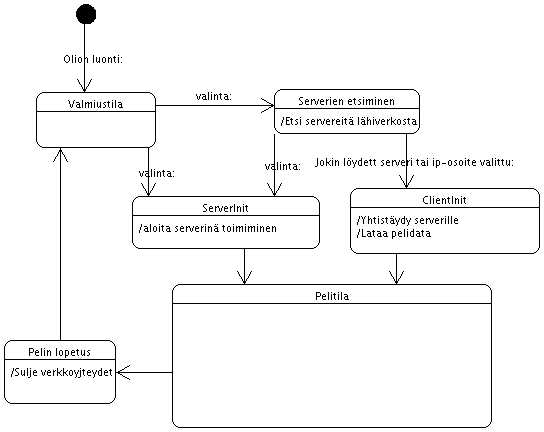 Olion luonti:
Valmiustila
valinta:
Serverien etsiminen
/Etsi servereitä lähiverkosta
valinta:
valinta:
Jokin löydett serveri tai ip-osoite valittu:
ServerInit
/aloita serverinä toimiminen
ClientInit
/Yhtistäydy serverille
/Lataa pelidata
Pelitila
Pelin lopetus
/Sulje verkkoyjteydet